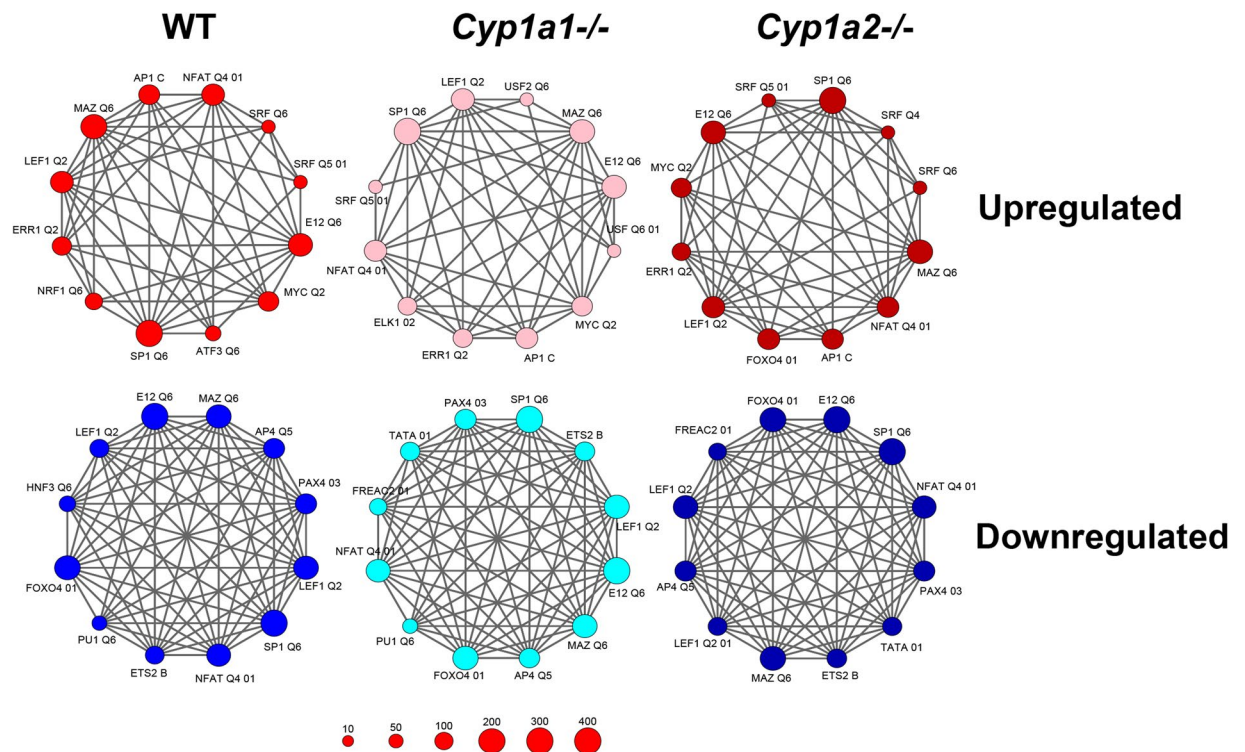 WT
Cyp1a1-/-
Cyp1a2-/-
AP1 C
NFAT Q4 01
MAZ Q6
SRF Q6
LEF1 Q2
SRF Q5 01
ERR1 Q2
E12 Q6
NRF1 Q6
MYC Q2
SP1 Q6
ATF3 Q6
LEF1 Q2
USF2 Q6
SP1 Q6
MAZ Q6
SRF Q5 01
E12 Q6
NFAT Q4 01
USF Q6 01
ELK1 02
MYC Q2
ERR1 Q2
AP1 C
SRF Q5 01
SP1 Q6
E12 Q6
SRF Q4
MYC Q2
SRF Q6
ERR1 Q2
MAZ Q6
LEF1 Q2
NFAT Q4 01
FOXO4 01
AP1 C
Upregulated
E12 Q6
MAZ Q6
LEF1 Q2
AP4 Q5
HNF3 Q6
PAX4 03
FOXO4 01
LEF1 Q2
PU1 Q6
SP1 Q6
ETS2 B
NFAT Q4 01
PAX4 03
SP1 Q6
TATA 01
ETS2 B
FREAC2 01
LEF1 Q2
NFAT Q4 01
E12 Q6
PU1 Q6
MAZ Q6
FOXO4 01
AP4 Q5
FOXO4 01
E12 Q6
FREAC2 01
SP1 Q6
LEF1 Q2
NFAT Q4 01
AP4 Q5
PAX4 03
LEF1 Q2 01
TATA 01
MAZ Q6
ETS2 B
Downregulated
10
50
100
200
300
400